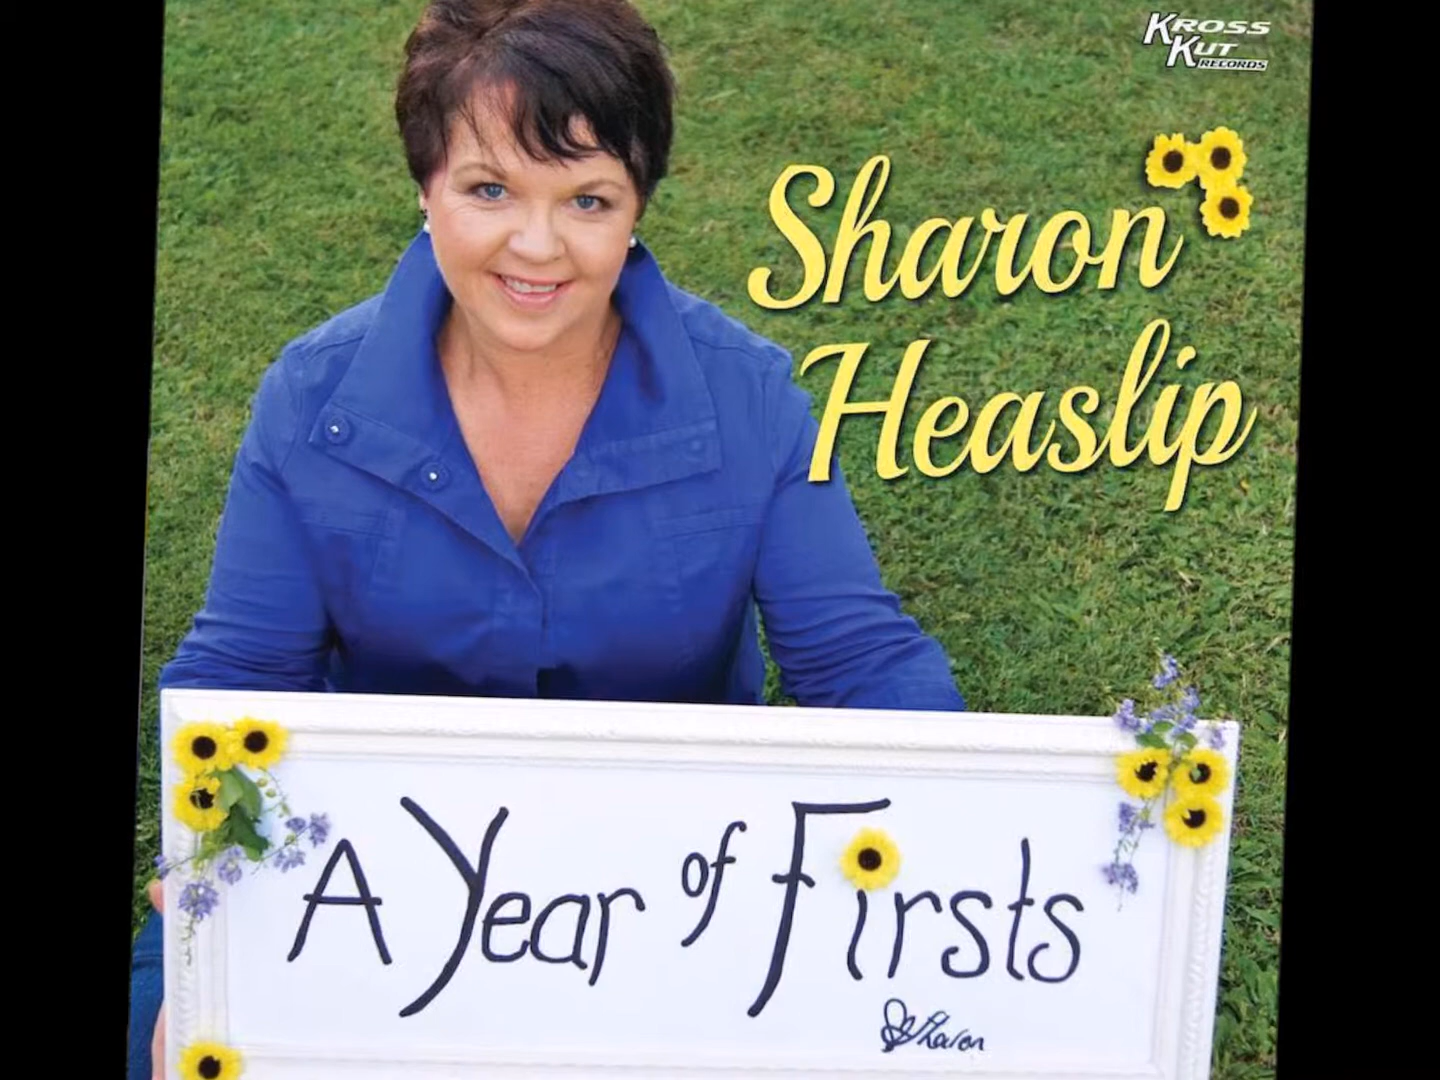 KROSS
KUT
RECORDS
Sharon
Heaslip
A Year of Firsts
Sharon